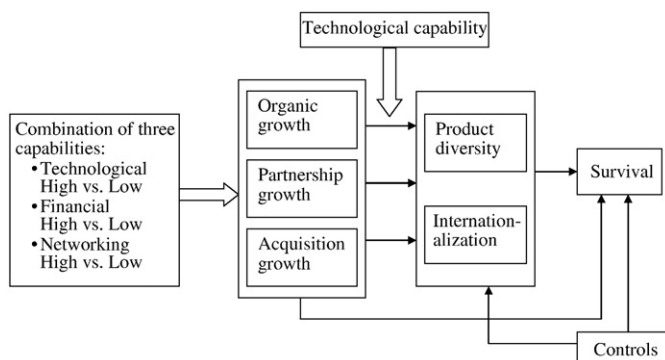 Technological capability
Combination of three
capabilities:
•Technological
High vs. Low
•Financial
High vs. Low
•Networking
High vs. Low
Organic
growth
Partnership
growth
Acquisition
growth
Product
diversity
Internation-
alization
Survival
Controls